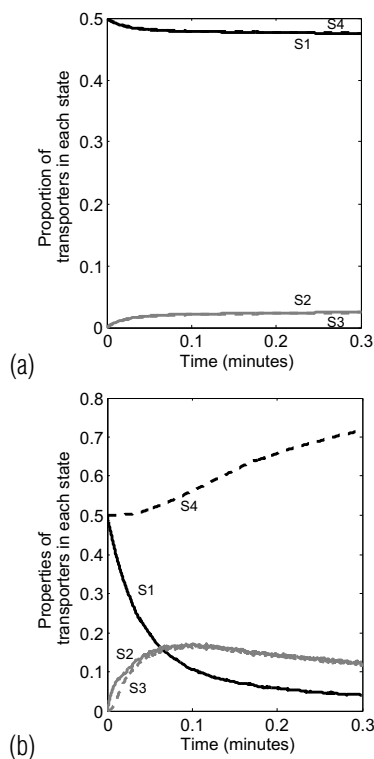 0.5
S4
S1
0.4
0.3
0.2
0.1
S2
S3
0
0
0.1
0.2
0.3
Proportion of
transporters in each state
Time (minutes)
(a)
0.8
0.7
0.6
0.5
S4
0.4
0.3
S1
0.2
S2
0.1
S3
0
0
0.1
0.2
0.3
Properties of
transporters in each state
Time (minutes)
(b)